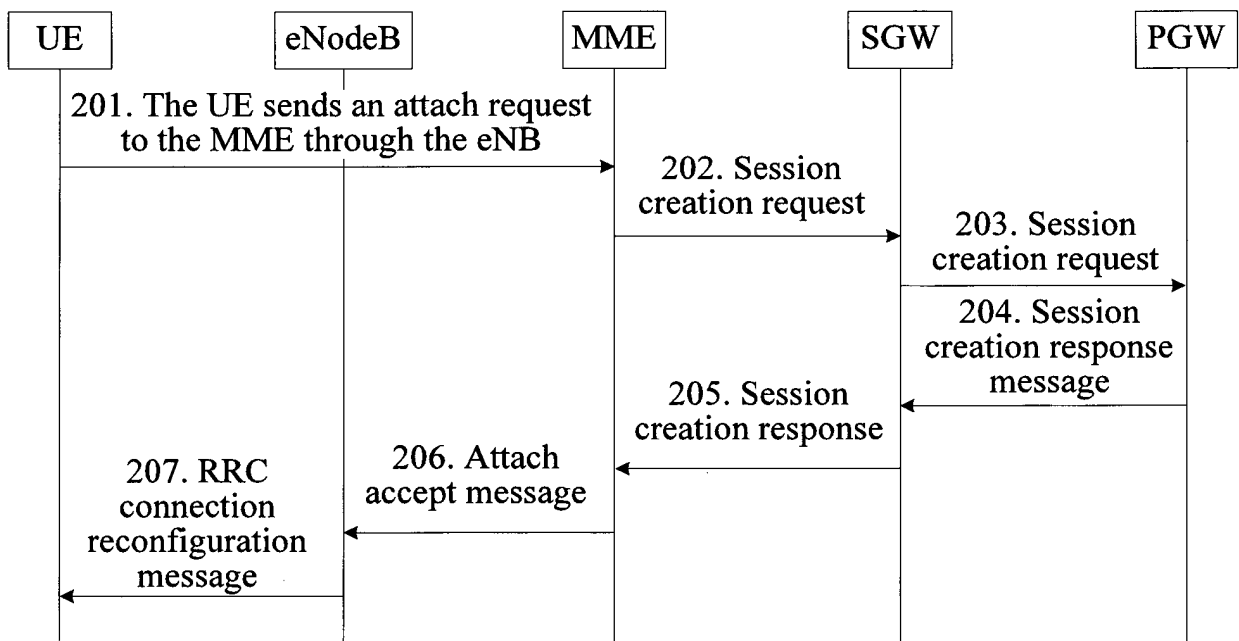 UE
eNodeB
MME
SGW
PGW
201. The UE sends an attach request
to the MME through the eNB
202. Session
creation request
203. Session
creation request
204. Session
creation response
message
205. Session
creation response
206. Attach
accept message
207. RRC
connection
reconfiguration
message